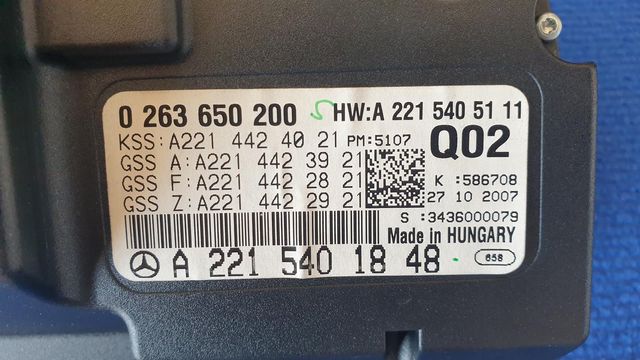 0 263 650 200 HW:A 221 540 51 11
KSS:A221 442 40 21 PM:5107 Q02
GSS A:A221 442 39 21
GSS F:A221 442 28 21 K :586708
GSS Z:A221 442 29 21 27 10 2007
S :3436000079
Made in HUNGARY
A 221 540 18 48 658